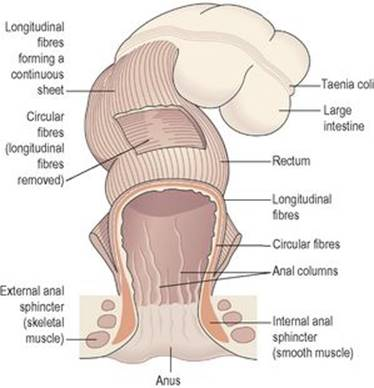 Longitudinal
fibres
forming a
continuous
sheet
Circular
fibres
(longitudinal
fibres
removed)
External anal
sphincter
(skeletal
muscle)
Taenia coli
Large
intestine
Rectum
Longitudinal
fibres
Circular fibres
Anal columns
Internal anal
sphincter
(smooth muscle)
Anus